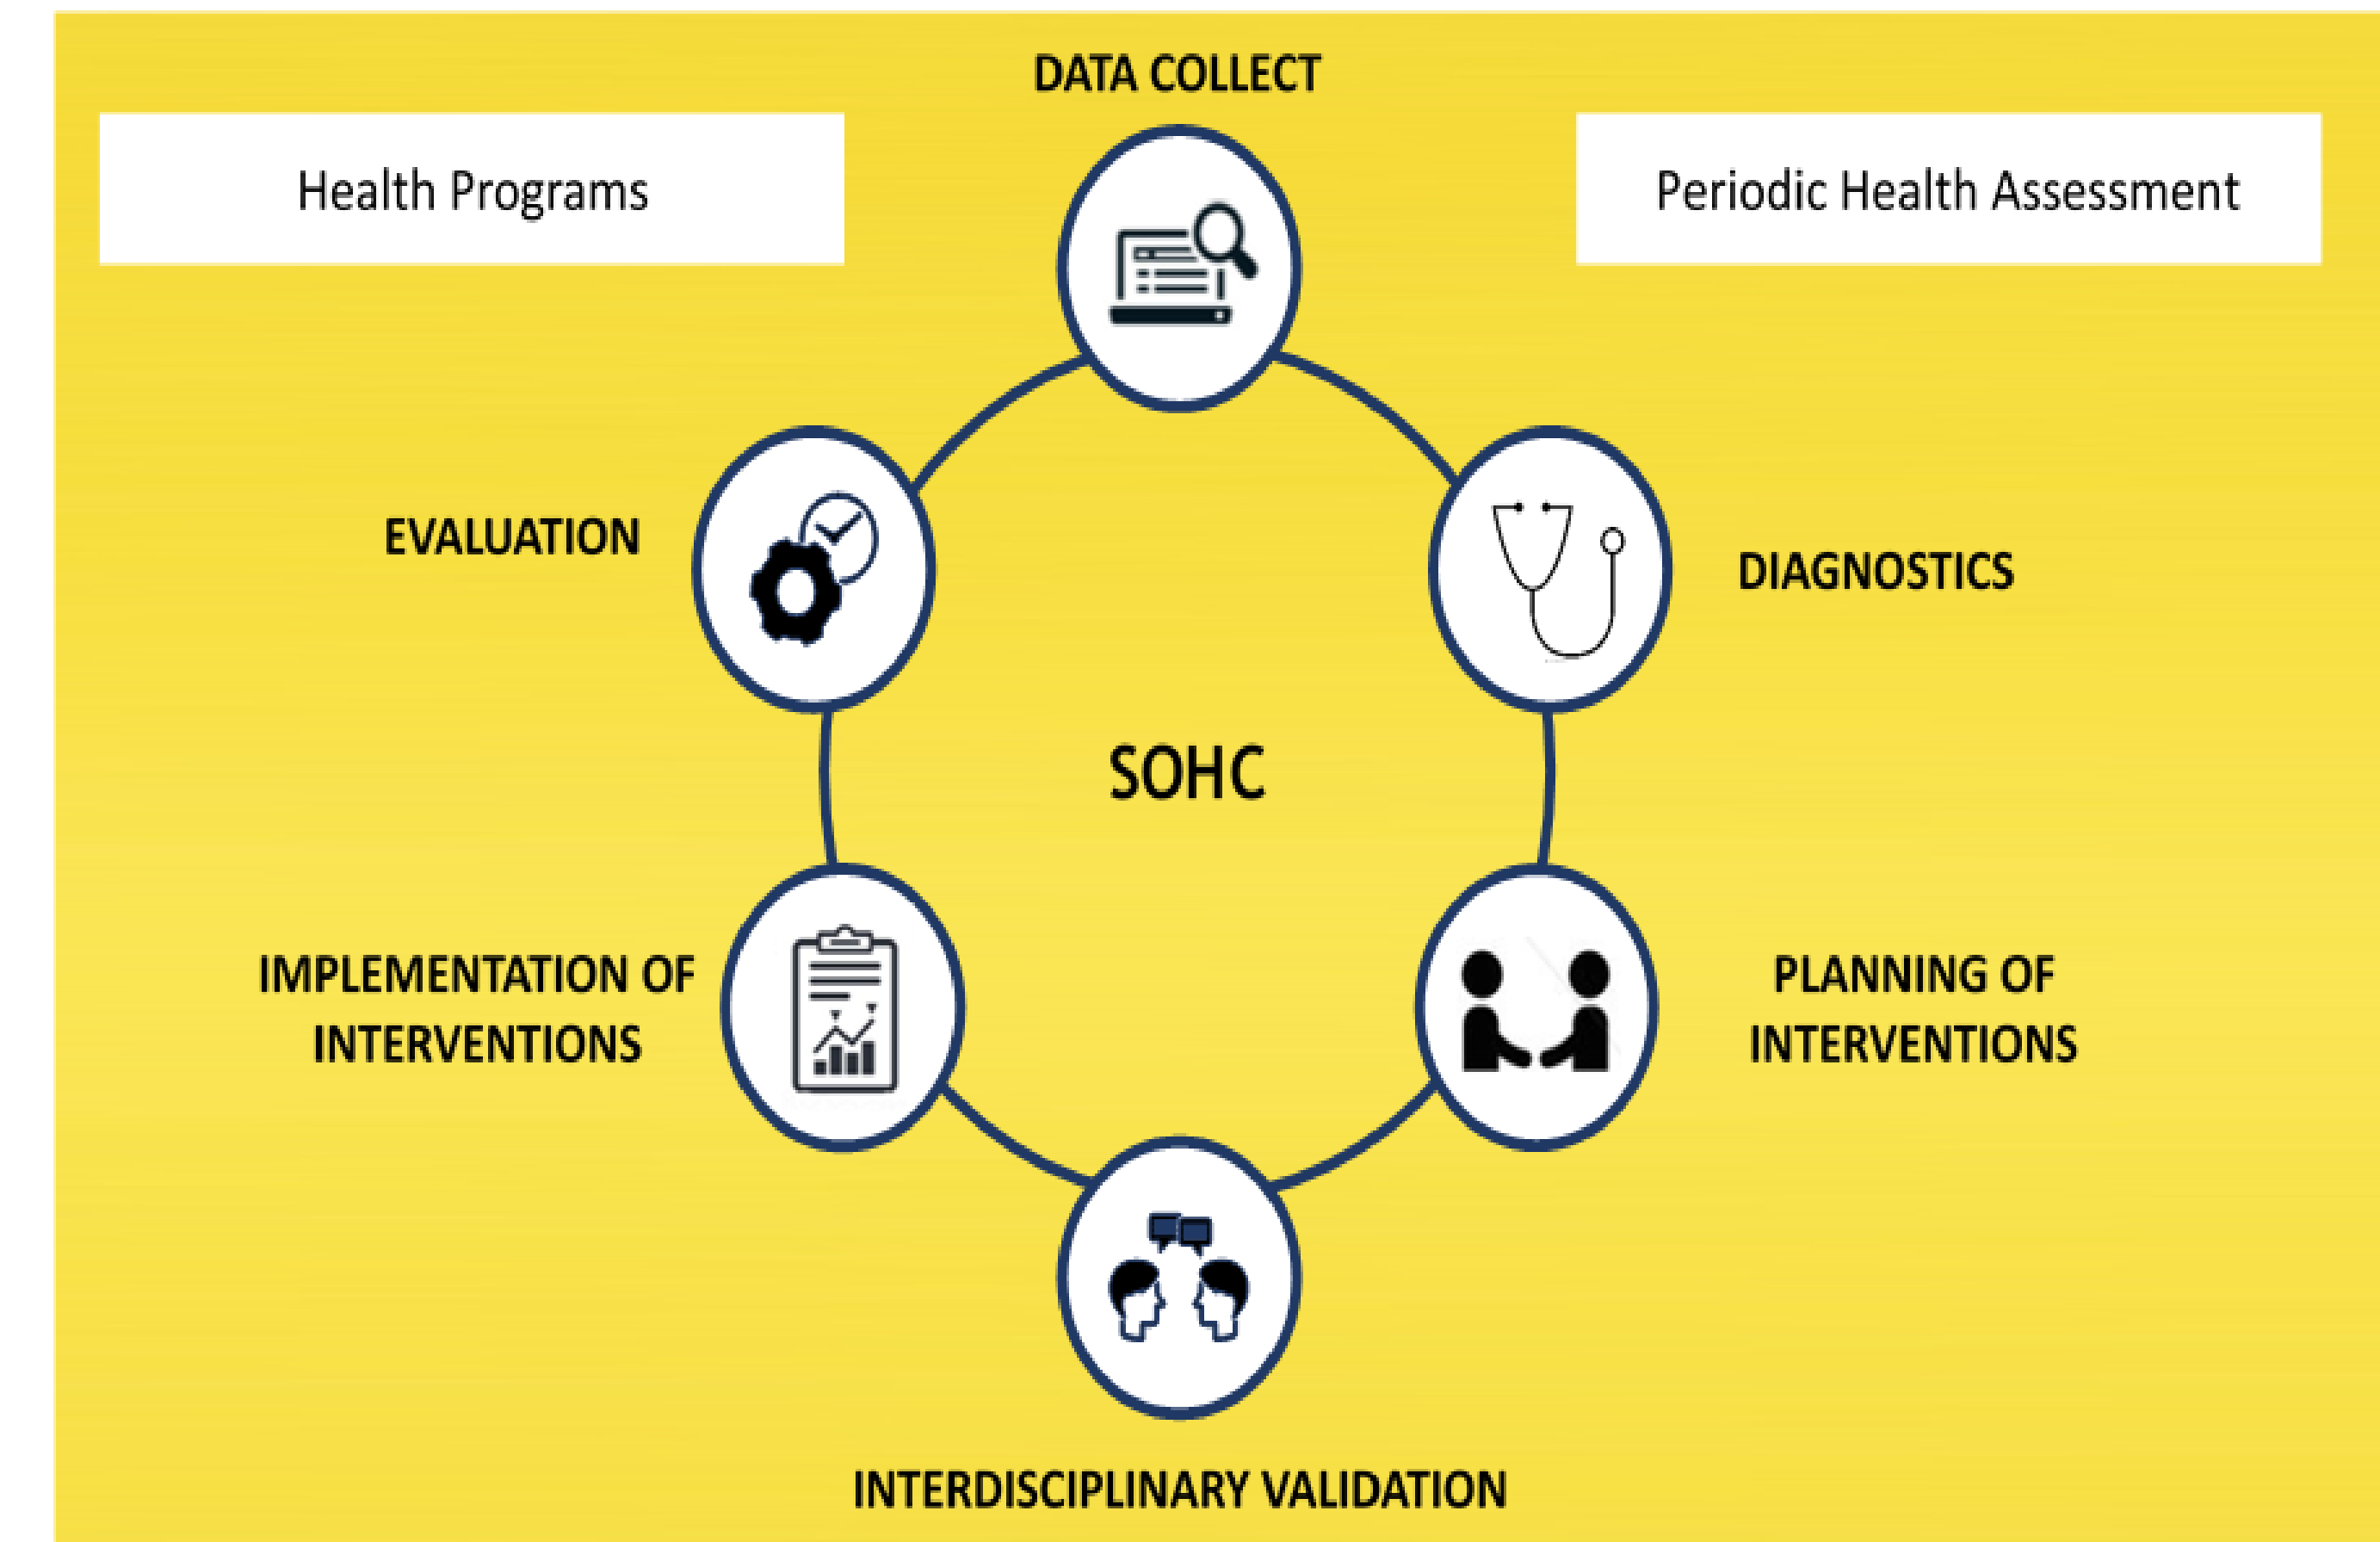 DATA COLLECT
Health Programs
Periodic Health Assessment
EVALUATION
DIAGNOSTICS
SOHC
IMPLEMENTATION OF
INTERVENTIONS
PLANNING OF
INTERVENTIONS
INTERDISCIPLINARY VALIDATION